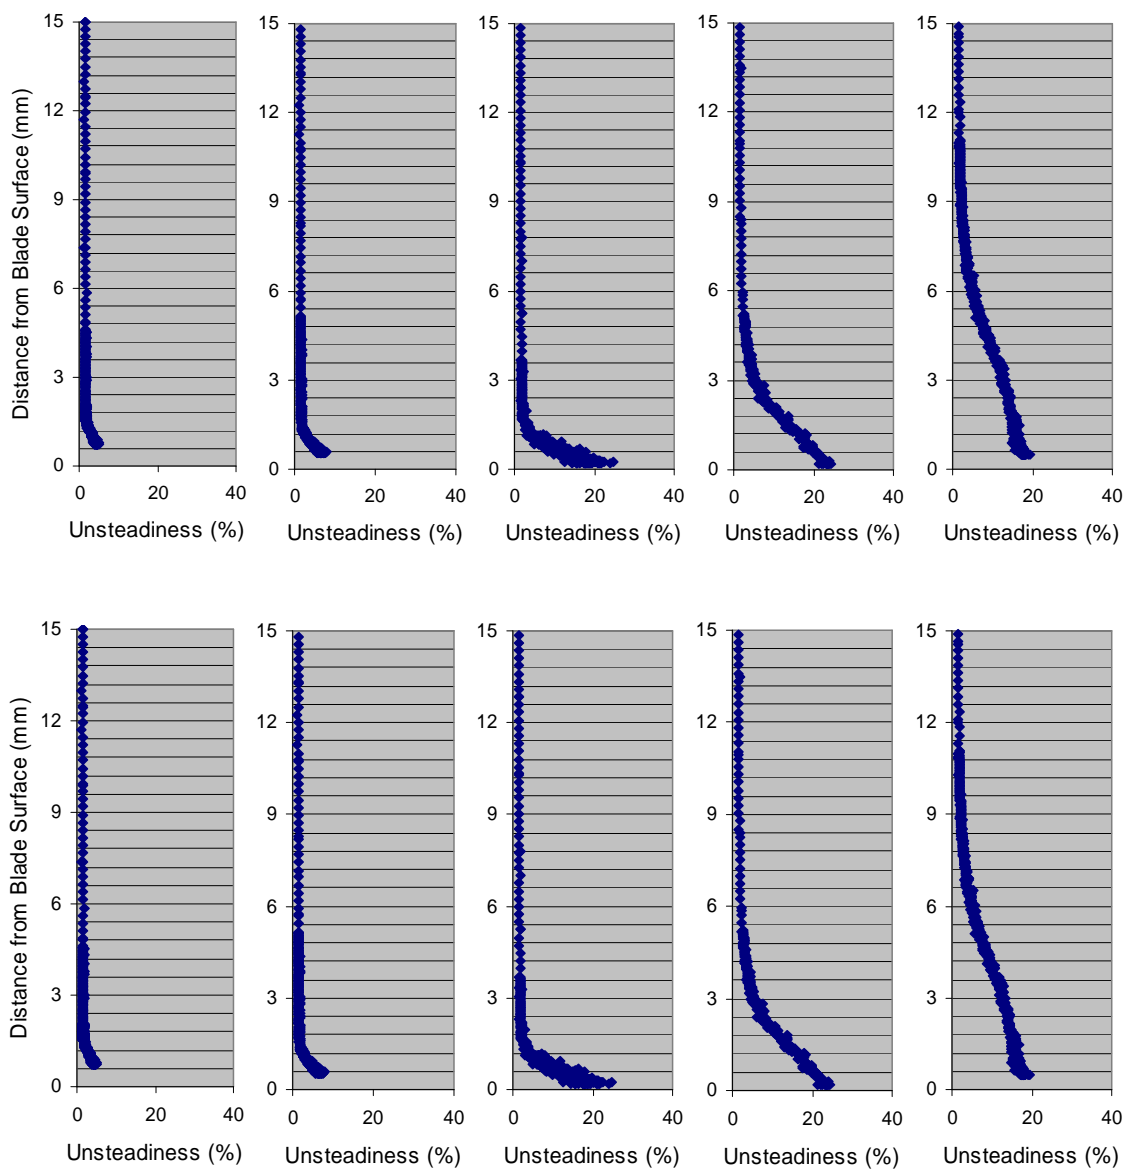 15 15 15 15 15
12 12 12 12 12
9 9 9 9 9
6 6 6 6 6
3 3 3 3 3
0 0 0 0 0
Distance from Blade Surface (mm)
0 20 40 0 20 40 0 20 40 0 20 40 0 20 40
Unsteadiness (%) Unsteadiness (%) Unsteadiness (%) Unsteadiness (%) Unsteadiness (%)
15 15 15 15 15
12 12 12 12 12
9 9 9 9 9
6 6 6 6 6
3 3 3 3 3
0 0 0 0 0
Distance from Blade Surface (mm)
0 20 40 0 20 40 0 20 40 0 20 40 0 20 40
Unsteadiness (%) Unsteadiness (%) Unsteadiness (%) Unsteadiness (%) Unsteadiness (%)